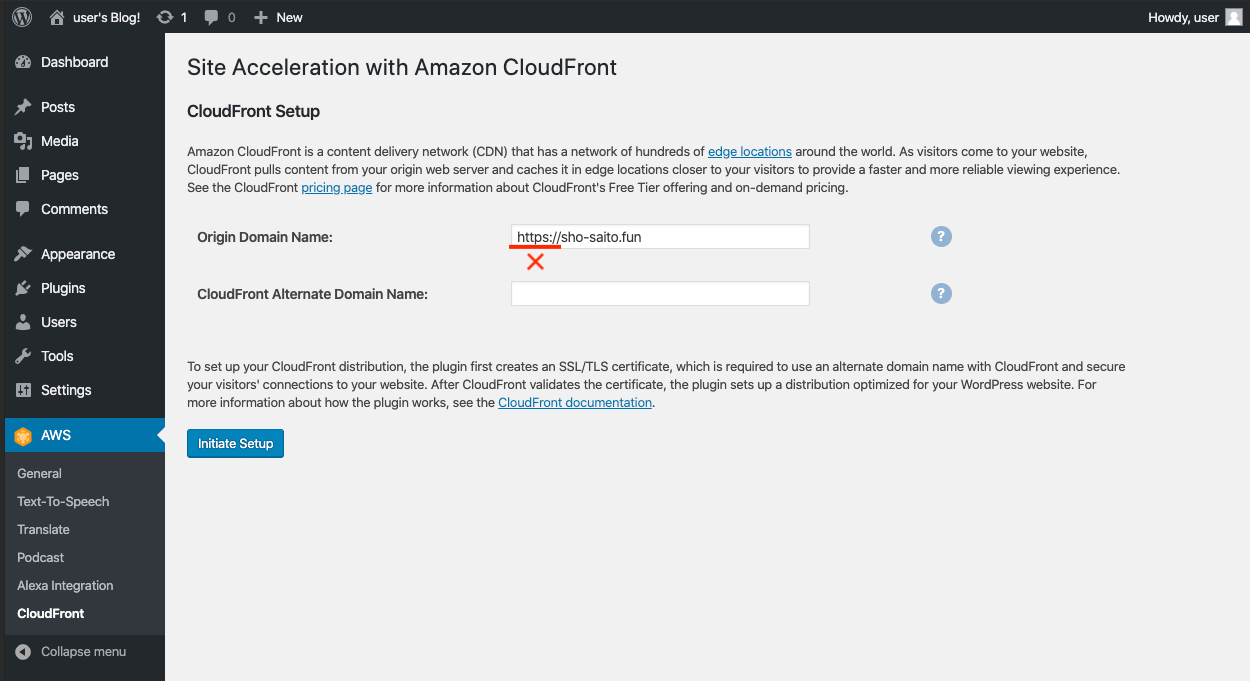 user's Blog! 1 0 New Howdy, user
Dashboard
Posts
Media
Pages
Comments
Appearance
Plugins
Users
Tools
Settings
AWS
General
Text-To-Speech
Translate
Podcast
Alexa Integration
CloudFront
Collapse menu
Site Acceleration with Amazon CloudFront
CloudFront Setup
Amazon CloudFront is a content delivery network (CDN) that has a network of hundreds of edge locations around the world. As visitors come to your website,
CloudFront pulls content from your origin web server and caches it in edge locations closer to your visitors to provide a faster and more reliable viewing experience.
See the CloudFront pricing page for more information about CloudFront's Free Tier offering and on-demand pricing.
Origin Domain Name: https://sho-saito.fun ?
CloudFront Alternate Domain Name: ?
To set up your CloudFront distribution, the plugin first creates an SSL/TLS certificate, which is required to use an alternate domain name with CloudFront and secure
your visitors' connections to your website. After CloudFront validates the certificate, the plugin sets up a distribution optimized for your WordPress website. For
more information about how the plugin works, see the CloudFront documentation.
Initiate Setup